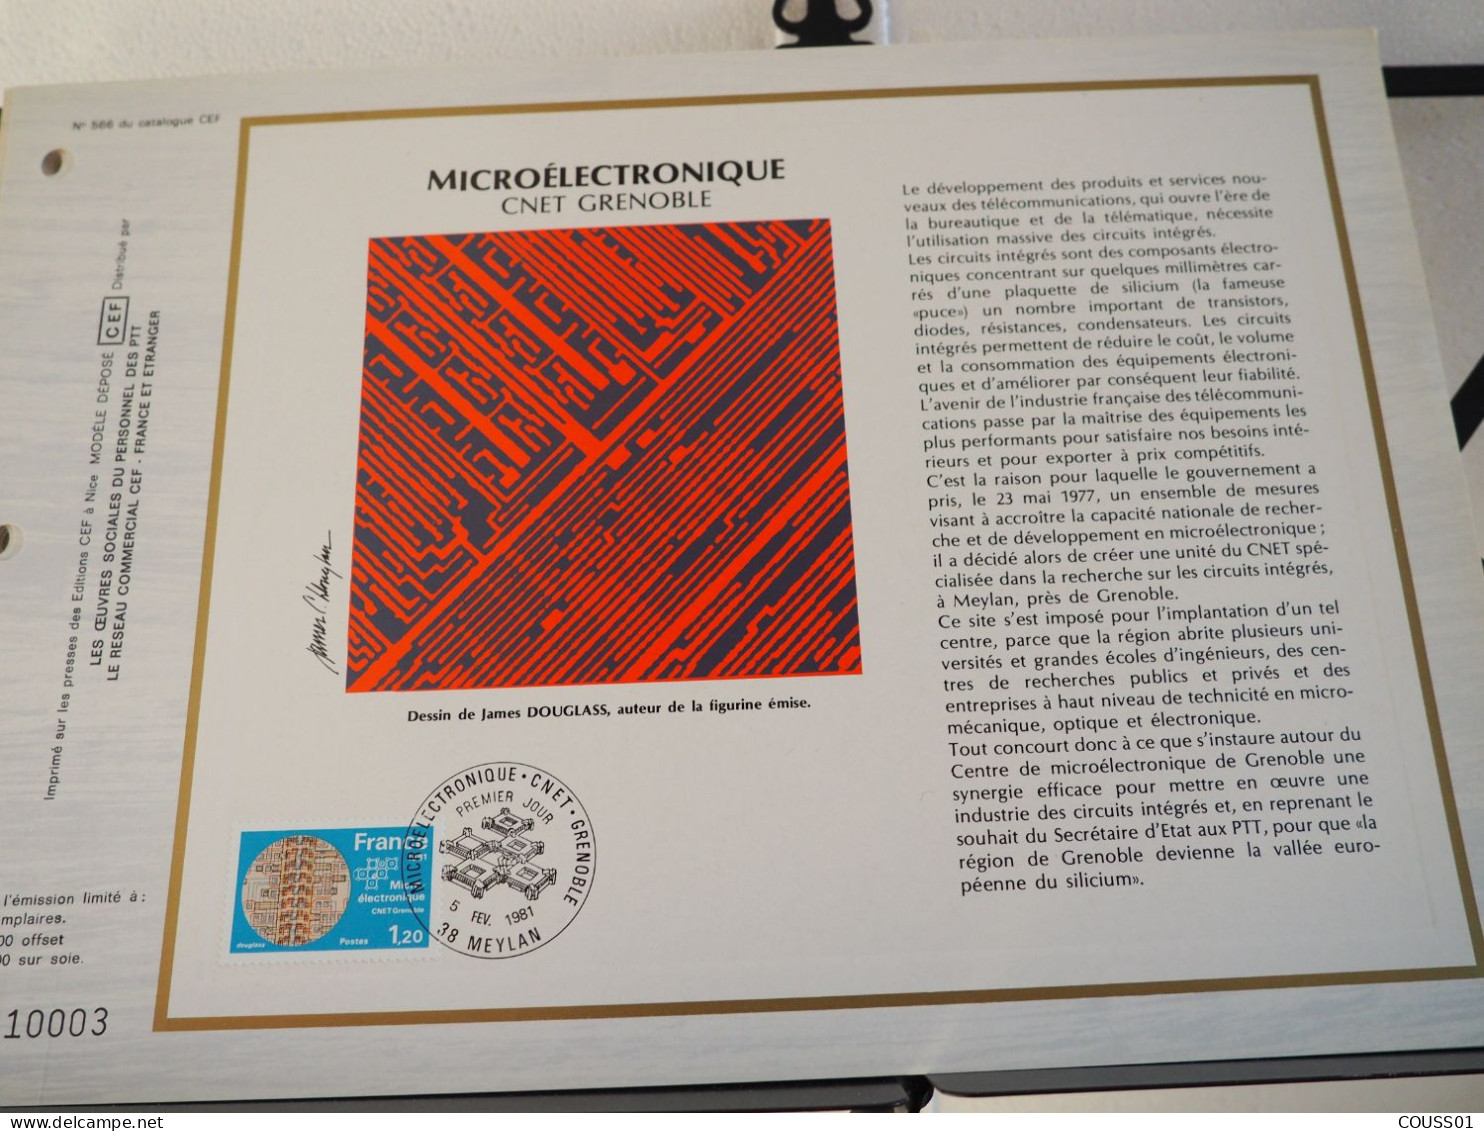 Nº 566 du catalogue CEF
MICROÉLECTRONIQUE
CNET GRENOBLE
James C. Douglass
Dessin de James DOUGLASS, auteur de la figurine émise.
Le développement des produits et services nou-
veaux des télécommunications, qui ouvre l'ère de
la bureautique et de la télématique, nécessite
l'utilisation massive des circuits intégrés.
Les circuits intégrés sont des composants électro-
niques concentrant sur quelques millimètres car-
rés d'une plaquette de silicium (la fameuse
«puce») un nombre important de transistors,
diodes, résistances, condensateurs. Les circuits
intégrés permettent de réduire le coût, le volume
et la consommation des équipements électroni-
ques et d'améliorer par conséquent leur fiabilité.
L'avenir de l'industrie française des télécommuni-
cations passe par la maîtrise des équipements les
plus performants pour satisfaire nos besoins inté-
rieurs et pour exporter à prix compétitifs.
C'est la raison pour laquelle le gouvernement a
pris, le 23 mai 1977, un ensemble de mesures
visant à accroître la capacité nationale de recher-
che et de développement en microélectronique ;
il a décidé alors de créer une unité du CNET spé-
cialisée dans la recherche sur les circuits intégrés,
à Meylan, près de Grenoble.
Ce site s'est imposé pour l'implantation d'un tel
centre, parce que la région abrite plusieurs uni-
versités et grandes écoles d'ingénieurs, des cen-
tres de recherches publics et privés et des
entreprises à haut niveau de technicité en micro-
mécanique, optique et électronique.
Tout concourt donc à ce que s'instaure autour du
Centre de microélectronique de Grenoble une
synergie efficace pour mettre en œuvre une
industrie des circuits intégrés et, en reprenant le
souhait du Secrétaire d'Etat aux PTT, pour que «la
région de Grenoble devienne la vallée euro-
péenne du silicium».
Imprimé sur les presses des Editions CEF à Nice MODÈLE DÉPOSÉ CEF Distribué par
LES ŒUVRES SOCIALES DU PERSONNEL DES PTT
LE RESEAU COMMERCIAL CEF - FRANCE ET ETRANGER
France
électronique
CNET Grenoble
douglass Postes 1,20
MICROELECTRONIQUE • CNET • GRENOBLE
PREMIER JOUR
5 FEV. 1981
38 MEYLAN
l'émission limité à :
mplaires.
00 offset
00 sur soie.
10003
COUSS01